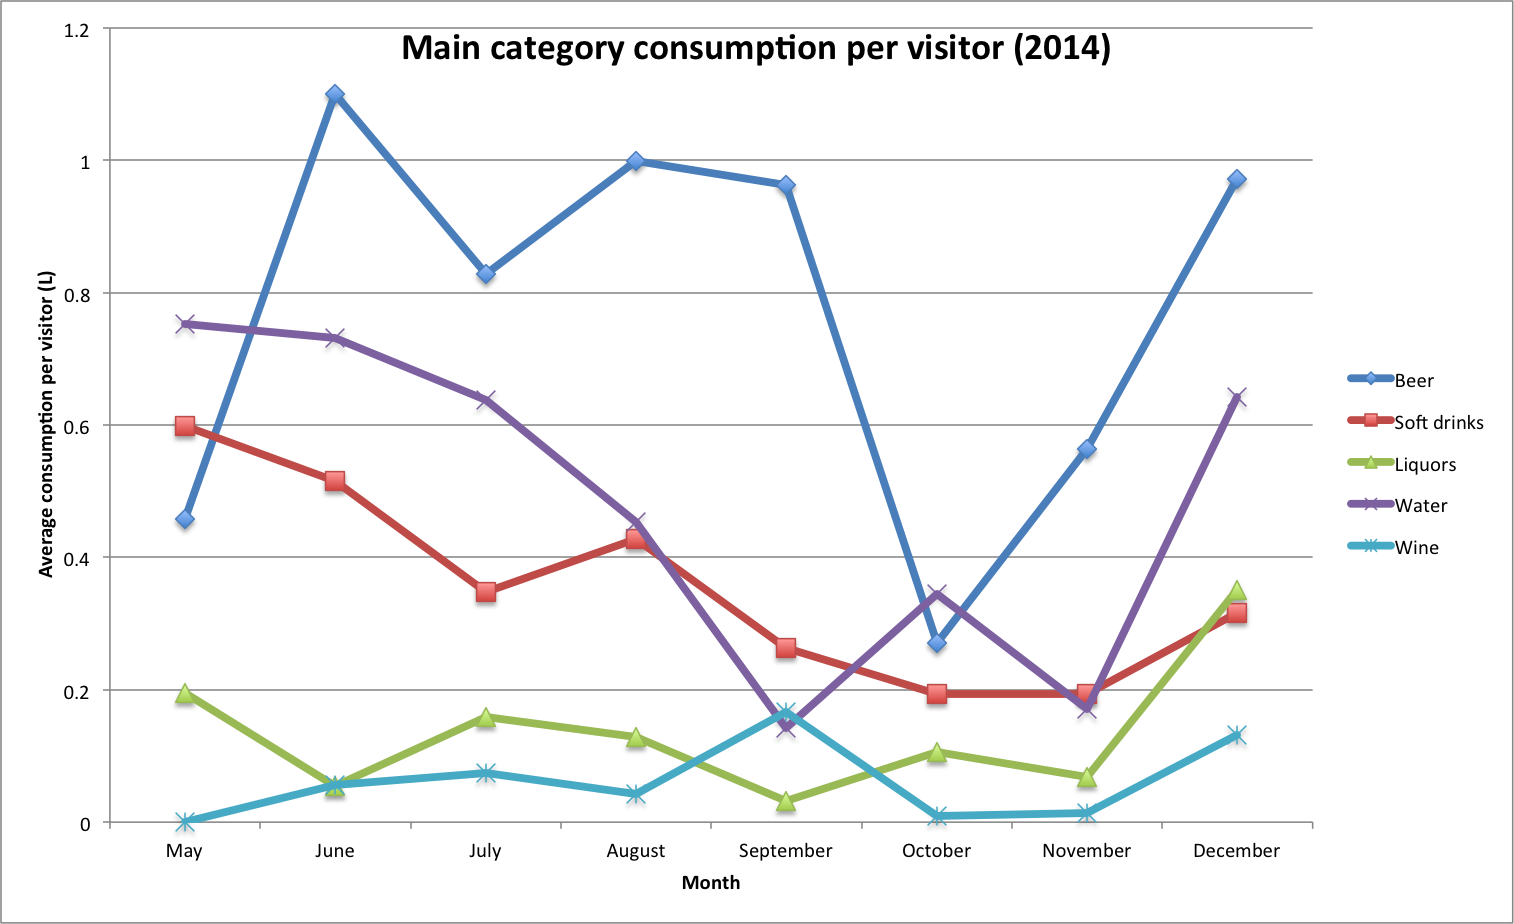 Main category consumption per visitor (2014)
1.2
1
0.8
0.6
0.4
0.2
0
Average consumption per visitor (L)
May
June
July
August
September
October
November
December
Month
Beer
Soft drinks
Liquors
Water
Wine